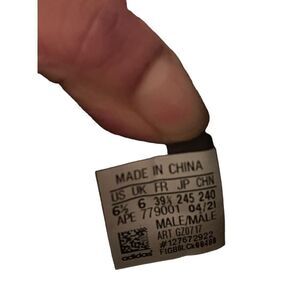 MADE IN CHINA
US UK FR JP CHN
6½ 6 39⅓ 245 240
APE 779001 04/21
MALE/MALE
ART GZ0717
#127672922
adidas